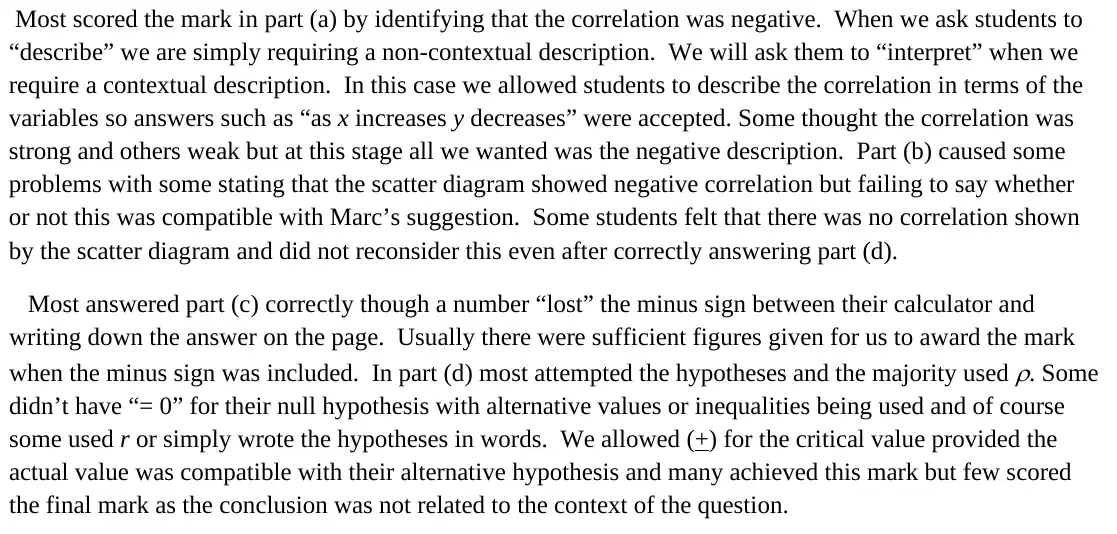 Most scored the mark in part (a) by identifying that the correlation was negative.  When we ask students to
“describe” we are simply requiring a non-contextual description.  We will ask them to “interpret” when we
require a contextual description.  In this case we allowed students to describe the correlation in terms of the
variables so answers such as “as x increases y decreases” were accepted. Some thought the correlation was
strong and others weak but at this stage all we wanted was the negative description.  Part (b) caused some
problems with some stating that the scatter diagram showed negative correlation but failing to say whether
or not this was compatible with Marc’s suggestion.  Some students felt that there was no correlation shown
by the scatter diagram and did not reconsider this even after correctly answering part (d).
Most answered part (c) correctly though a number “lost” the minus sign between their calculator and
writing down the answer on the page.  Usually there were sufficient figures given for us to award the mark
when the minus sign was included.  In part (d) most attempted the hypotheses and the majority used ρ. Some
didn’t have “= 0” for their null hypothesis with alternative values or inequalities being used and of course
some used r or simply wrote the hypotheses in words.  We allowed (±) for the critical value provided the
actual value was compatible with their alternative hypothesis and many achieved this mark but few scored
the final mark as the conclusion was not related to the context of the question.